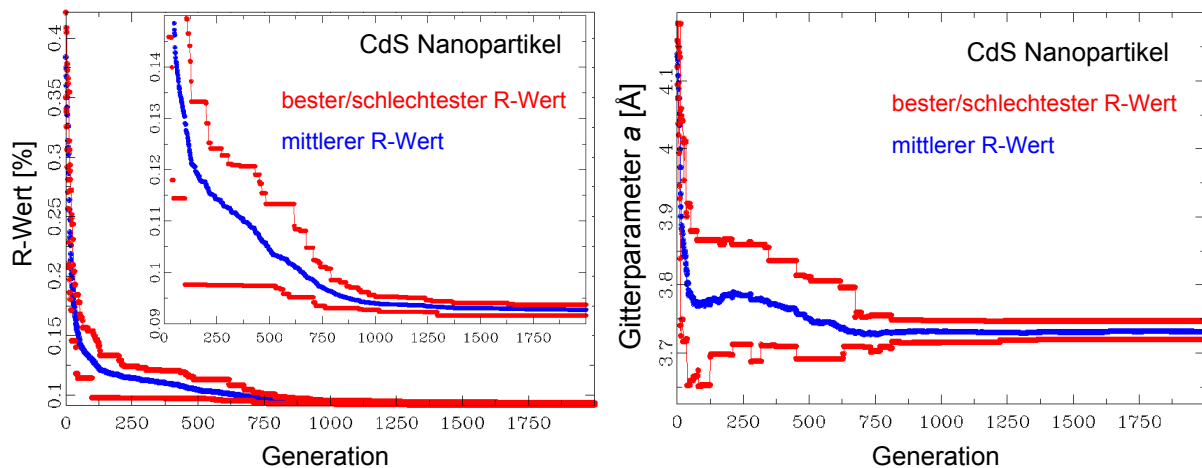 CdS Nanopartikel
bester/schlechtester R-Wert
mittlerer R-Wert
R-Wert [%]
0.4
0.35
0.3
0.25
0.2
0.15
0.1
0.14
0.13
0.12
0.11
0.1
0.09
0 250 500 750 1000 1250 1500 1750
0 250 500 750 1000 1250 1500 1750
Generation
CdS Nanopartikel
bester/schlechtester R-Wert
mittlerer R-Wert
Gitterparameter a [Å]
4.1
4
3.9
3.8
3.7
0 250 500 750 1000 1250 1500 1750
Generation